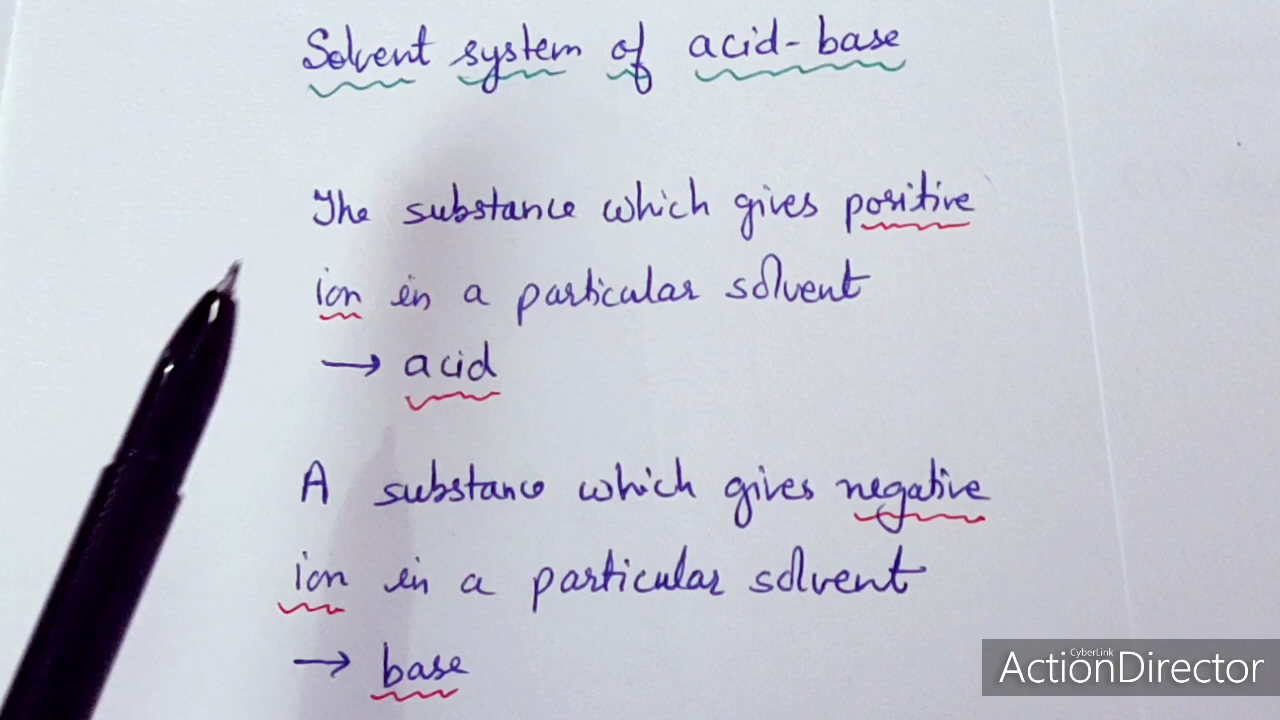 Solvent system of acid-base
The substance which gives positive
ion in a particular solvent
→ acid
A substance which gives negative
ion in a particular solvent
→ base
CyberLink
ActionDirector